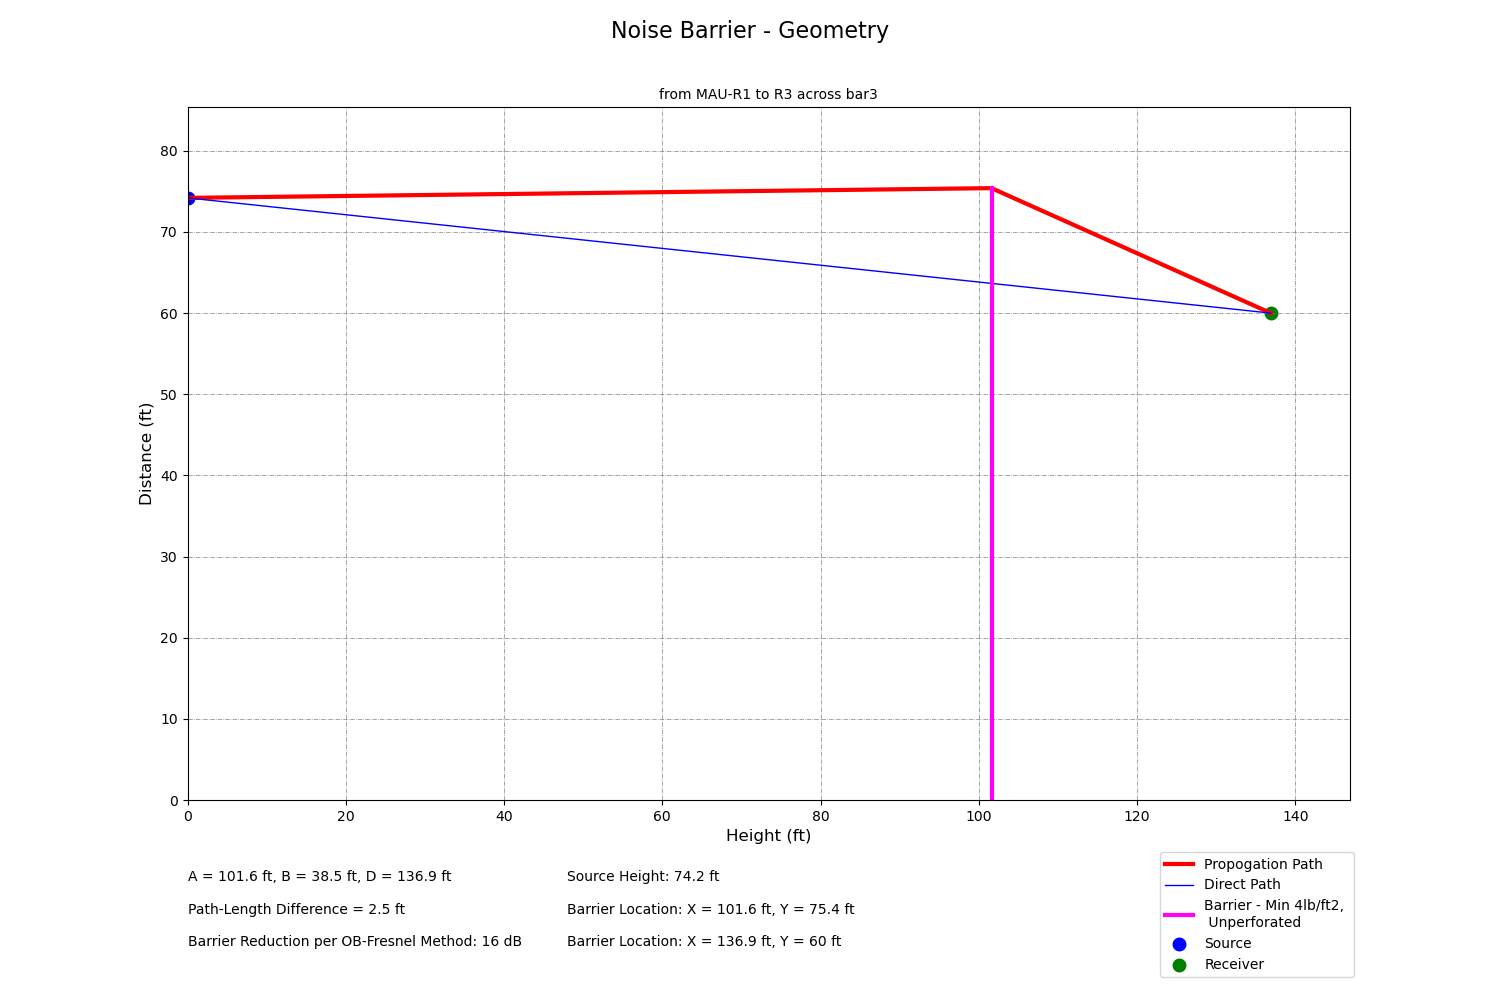 Noise Barrier - Geometry
from MAU-R1 to R3 across bar3
80
70
60
50
40
30
20
10
0
Distance (ft)
0 20 40 60 80 100 120 140
Height (ft)
A = 101.6 ft, B = 38.5 ft, D = 136.9 ft
Path-Length Difference = 2.5 ft
Barrier Reduction per OB-Fresnel Method: 16 dB
Source Height: 74.2 ft
Barrier Location: X = 101.6 ft, Y = 75.4 ft
Barrier Location: X = 136.9 ft, Y = 60 ft
Propogation Path
Direct Path
Barrier - Min 4lb/ft2,
Unperforated
Source
Receiver